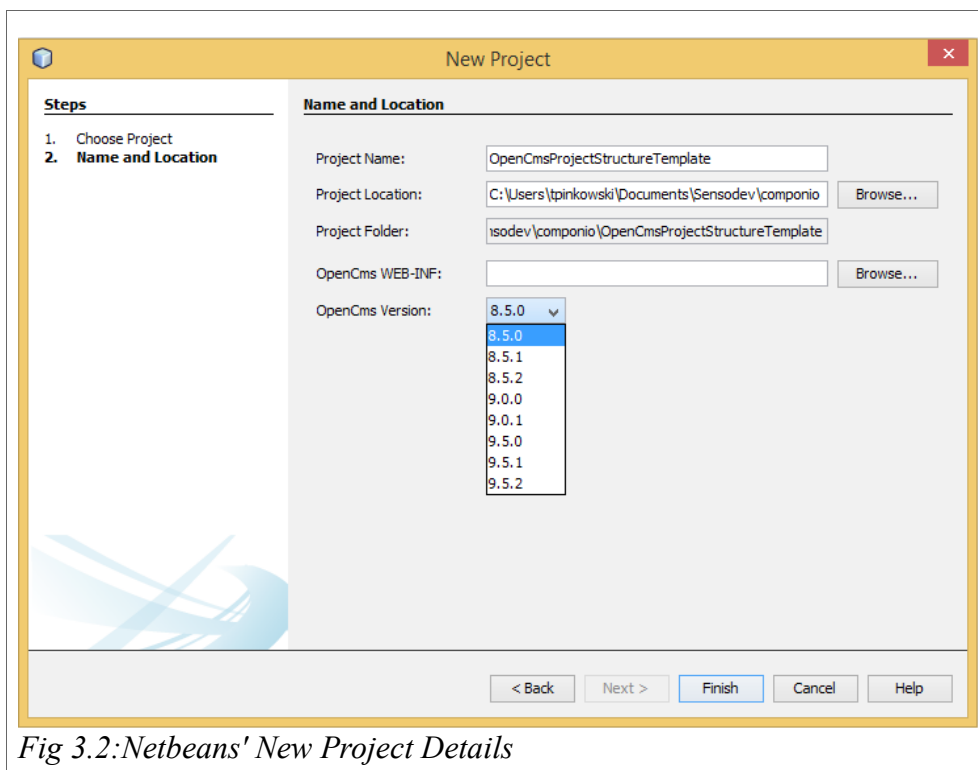 New Project
Steps
1. Choose Project
2. Name and Location
Name and Location
Project Name: OpenCmsProjectStructureTemplate
Project Location: C:\Users\tpinkowski\Documents\Sensodev\componio Browse...
Project Folder: ısodev\componio\OpenCmsProjectStructureTemplate
OpenCms WEB-INF: Browse...
OpenCms Version: 8.5.0
8.5.0
8.5.1
8.5.2
9.0.0
9.0.1
9.5.0
9.5.1
9.5.2
< Back Next > Finish Cancel Help
Fig 3.2:Netbeans' New Project Details